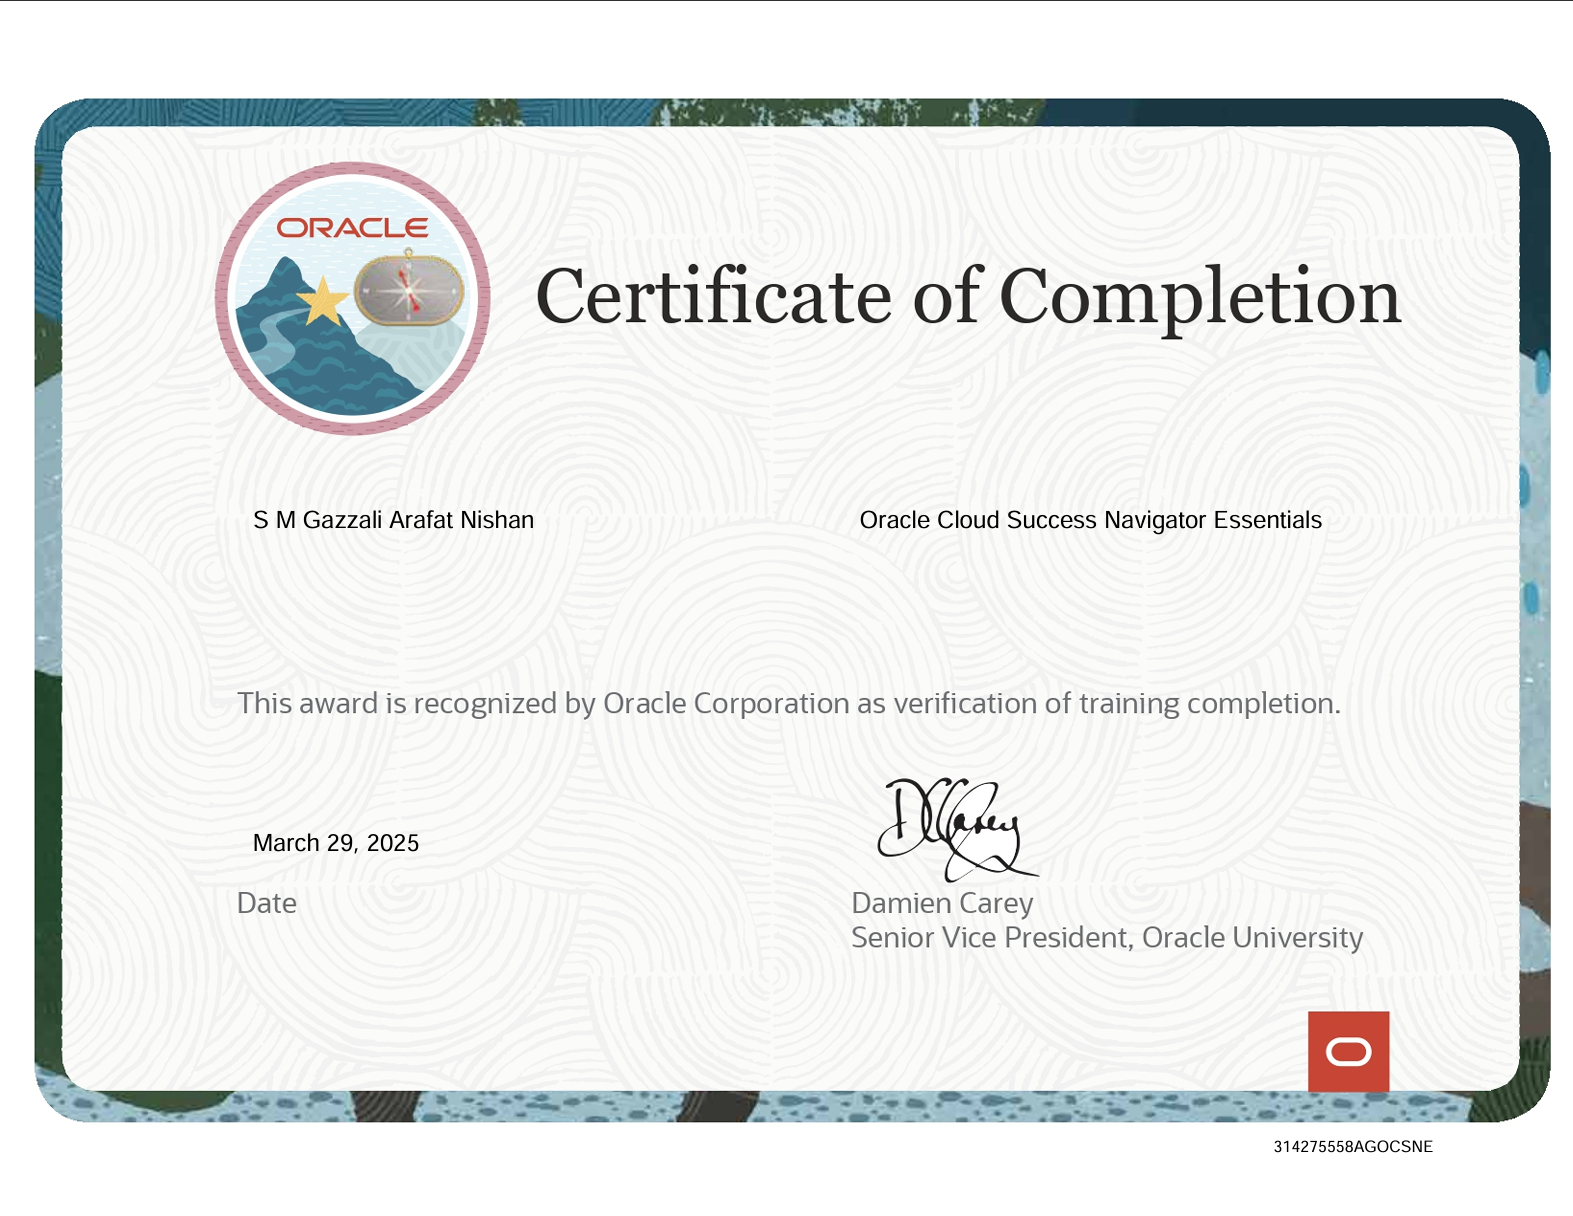 ORACLE
Certificate of Completion
S M Gazzali Arafat Nishan
Oracle Cloud Success Navigator Essentials
This award is recognized by Oracle Corporation as verification of training completion.
DCCarey
March 29, 2025
Date
Damien Carey
Senior Vice President, Oracle University
314275558AGOCSNE